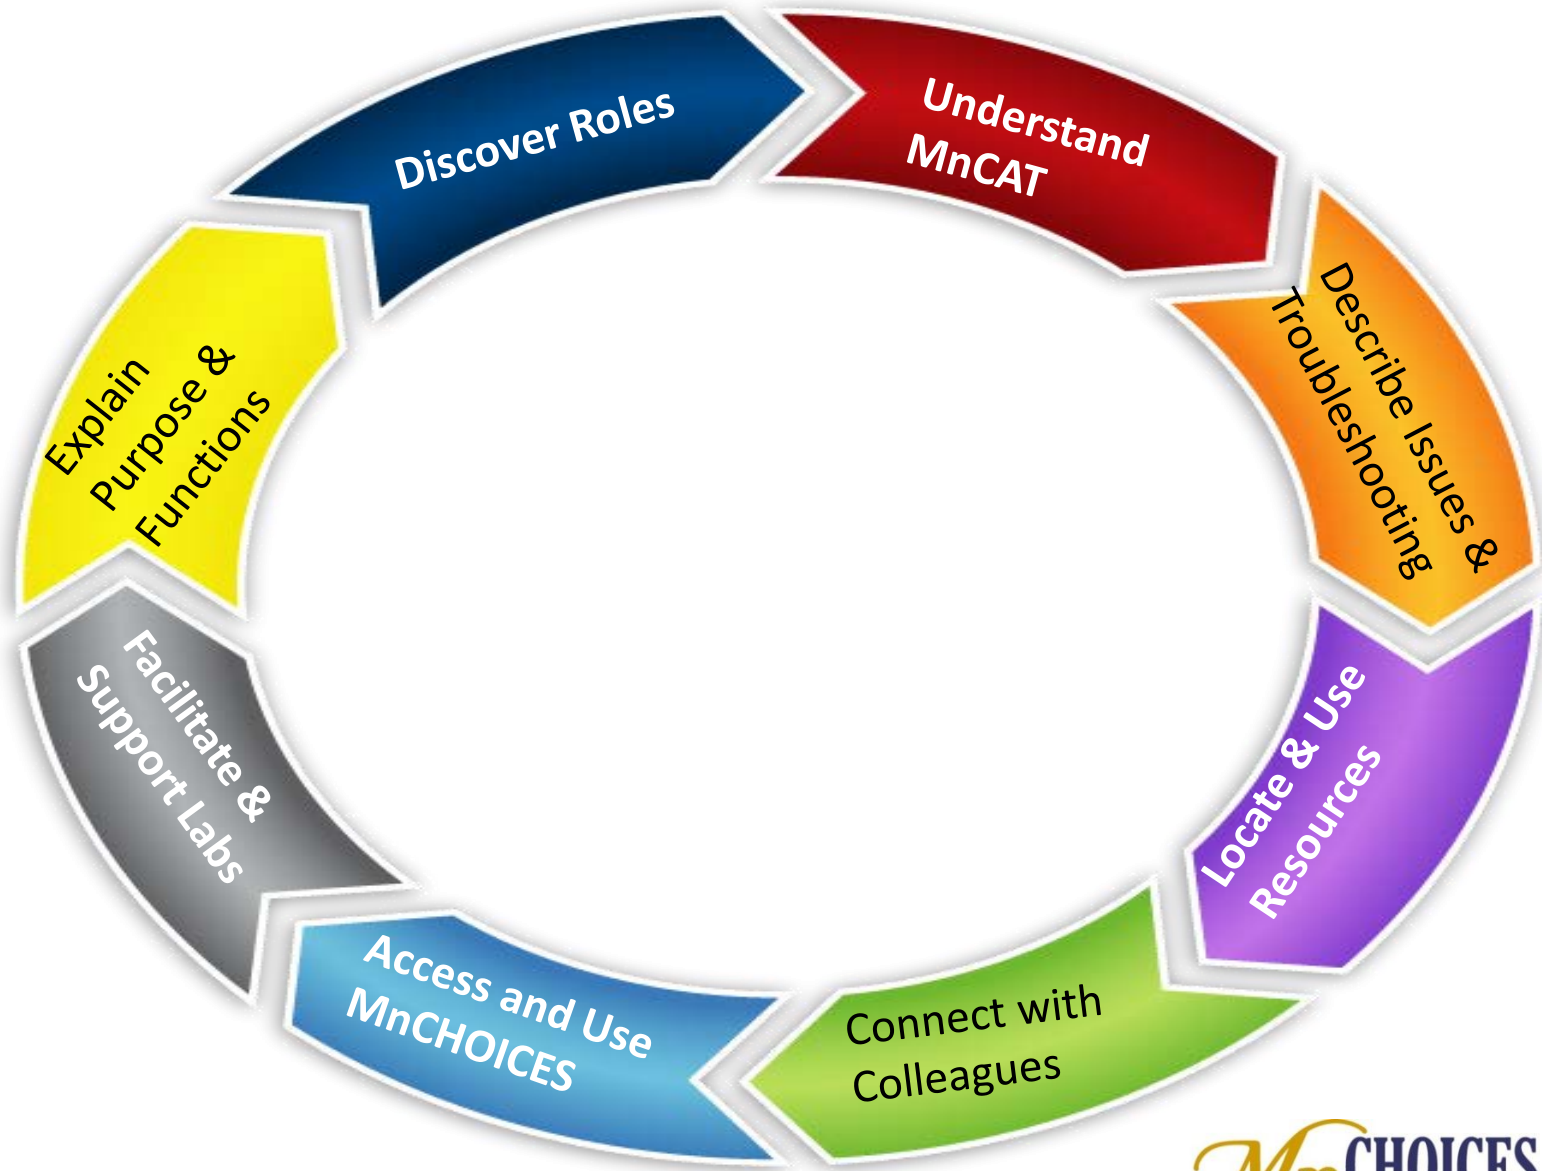 Discover Roles
Understand
MnCAT
Describe Issues &
Troubleshooting
Locate & Use
Resources
Connect with
Colleagues
Access and Use
MnCHOICES
Facilitate &
Support Labs
Explain
Purpose &
Functions
MnCHOICES